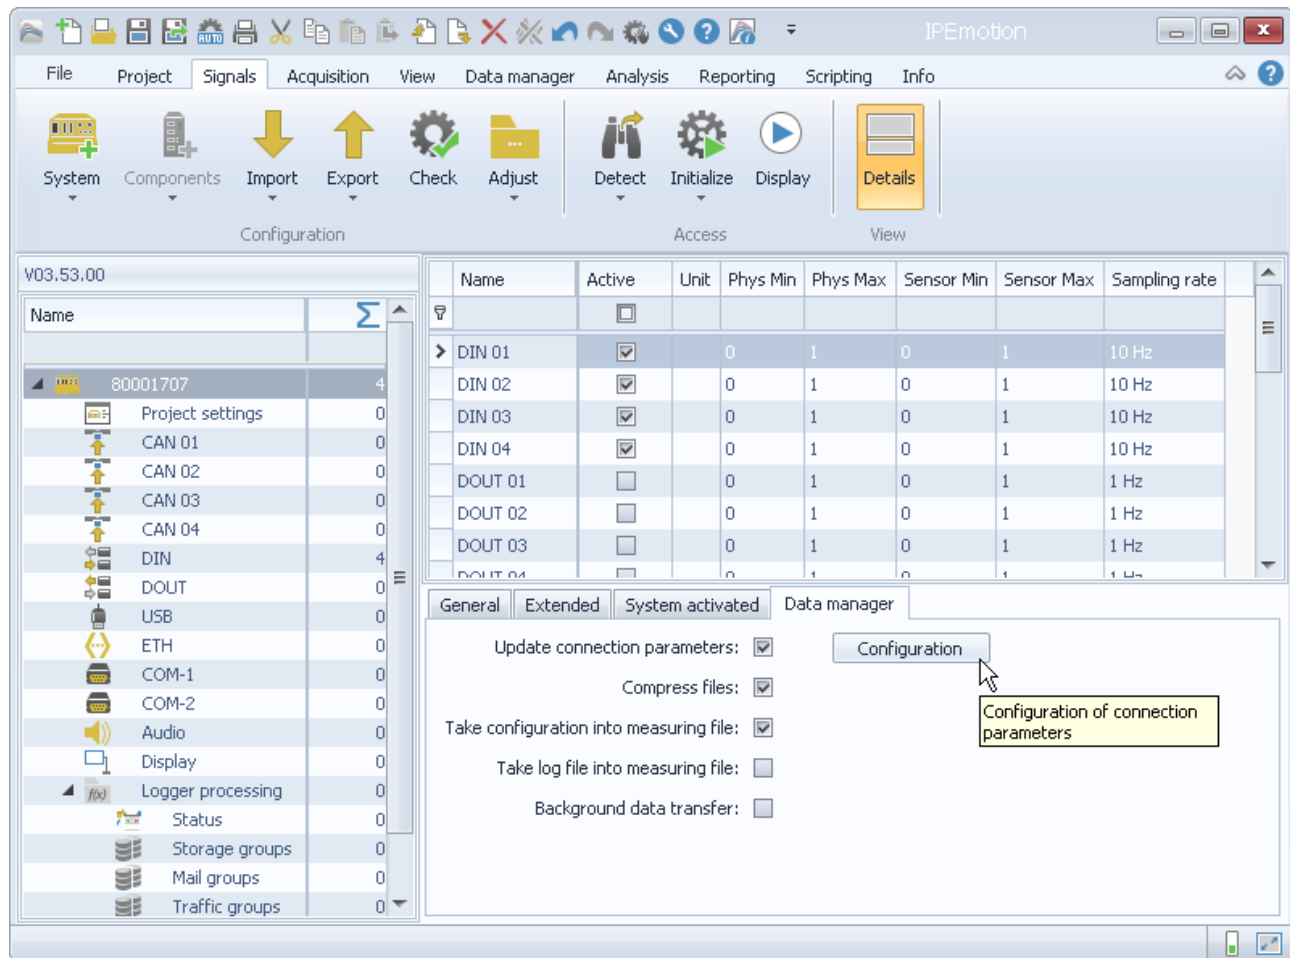 AUTO
IPEmotion
File Project Signals Acquisition View Data manager Analysis Reporting Scripting Info
System Components Import Export Check Adjust Detect Initialize Display Details
Configuration Access View
V03.53.00
Name
80001707 4
Project settings 0
CAN 01 0
CAN 02 0
CAN 03 0
CAN 04 0
DIN 4
DOUT 0
USB 0
ETH 0
COM-1 0
COM-2 0
Audio 0
Display 0
f(x) Logger processing 0
Status 0
Storage groups 0
Mail groups 0
Traffic groups 0
Name Active Unit Phys Min Phys Max Sensor Min Sensor Max Sampling rate
DIN 01 0 1 0 1 10 Hz
DIN 02 0 1 0 1 10 Hz
DIN 03 0 1 0 1 10 Hz
DIN 04 0 1 0 1 10 Hz
DOUT 01 0 1 0 1 1 Hz
DOUT 02 0 1 0 1 1 Hz
DOUT 03 0 1 0 1 1 Hz
DOUT 04 0 1 0 1 1 Hz
General Extended System activated Data manager
Update connection parameters: Configuration
Compress files:
Take configuration into measuring file:
Take log file into measuring file:
Background data transfer:
Configuration of connection
parameters